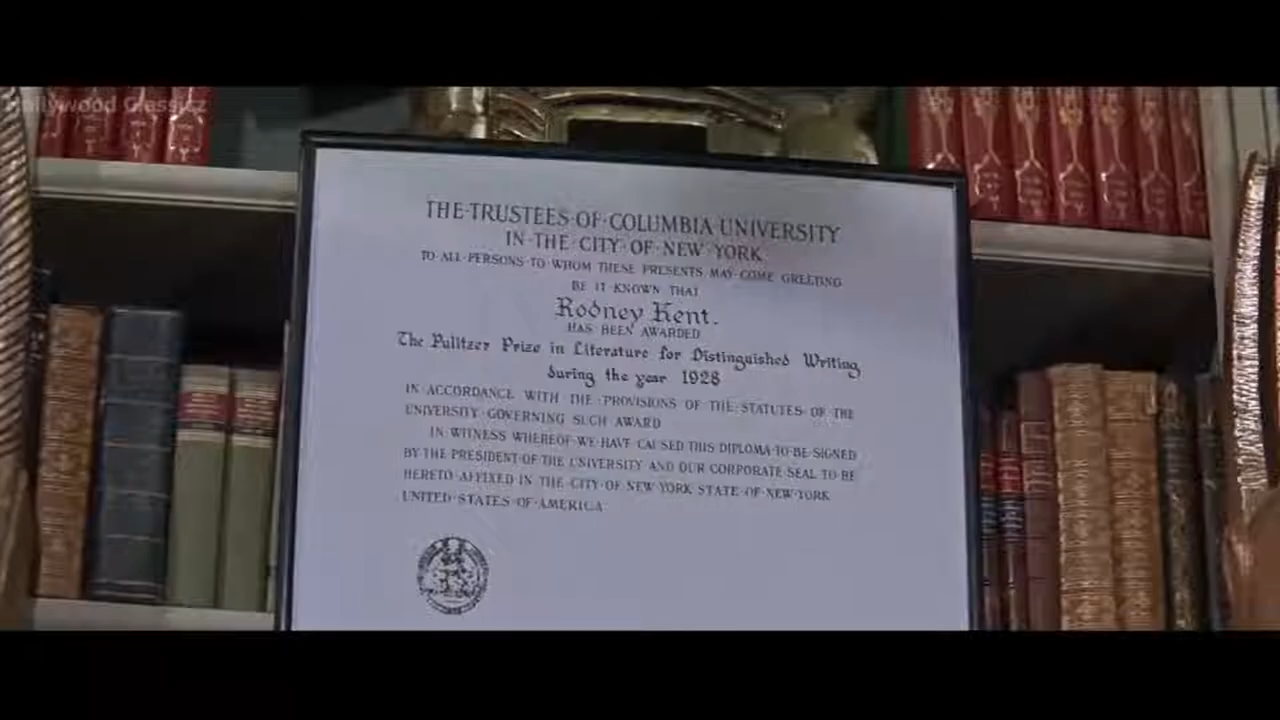 Hollywood Classicz
THE·TRUSTEES·OF·COLUMBIA·UNIVERSITY
IN·THE·CITY·OF·NEW·YORK
TO·ALL·PERSONS·TO·WHOM·THESE·PRESENTS·MAY·COME·GREETING
BE·IT·KNOWN·THAT
Rodney Kent.
HAS·BEEN·AWARDED
The Pulitzer Prize in Literature for Distinguished Writing
during the year 1928
IN·ACCORDANCE·WITH·THE·PROVISIONS·OF·THE·STATUTES·OF·THE
UNIVERSITY·GOVERNING·SUCH·AWARD
IN·WITNESS·WHEREOF·WE·HAVE·CAUSED·THIS·DIPLOMA·TO·BE·SIGNED
BY·THE·PRESIDENT·OF·THE·UNIVERSITY·AND·OUR·CORPORATE·SEAL·TO·BE
HERETO·AFFIXED·IN·THE·CITY·OF·NEW·YORK·STATE·OF·NEW·YORK
UNITED·STATES·OF·AMERICA